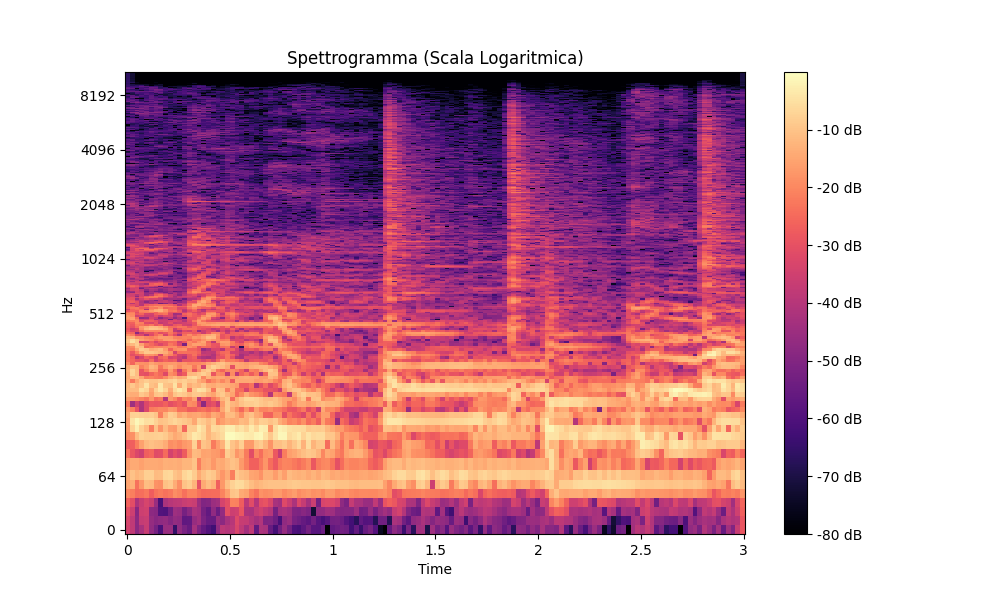 Spettrogramma (Scala Logaritmica)
Hz
8192
4096
2048
1024
512
256
128
64
0
0
0.5
1
1.5
2
2.5
3
Time
-10 dB
-20 dB
-30 dB
-40 dB
-50 dB
-60 dB
-70 dB
-80 dB